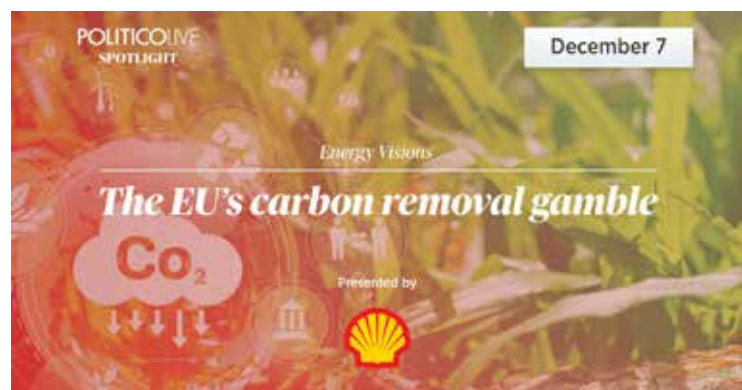 POLITICOLIVE
SPOTLIGHT
December 7
Energy Visions
The EU's carbon removal gamble
Co₂
Presented by